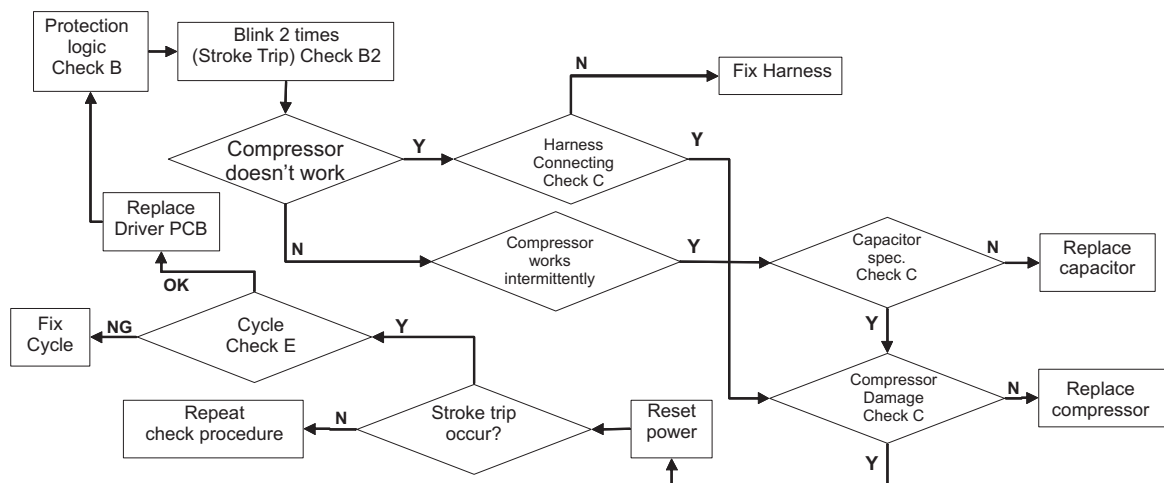 Protection
logic
Check B
Blink 2 times
(Stroke Trip) Check B2
N
Fix Harness
Compressor
doesn't work
Y
Harness
Connecting
Check C
Y
Replace
Driver PCB
N
Compressor
works
intermittently
Y
Capacitor
spec.
Check C
N
Replace
capacitor
OK
Fix
Cycle
NG
Cycle
Check E
Y
Y
Compressor
Damage
Check C
N
Replace
compressor
Repeat
check procedure
N
Stroke trip
occur?
Reset
power
Y